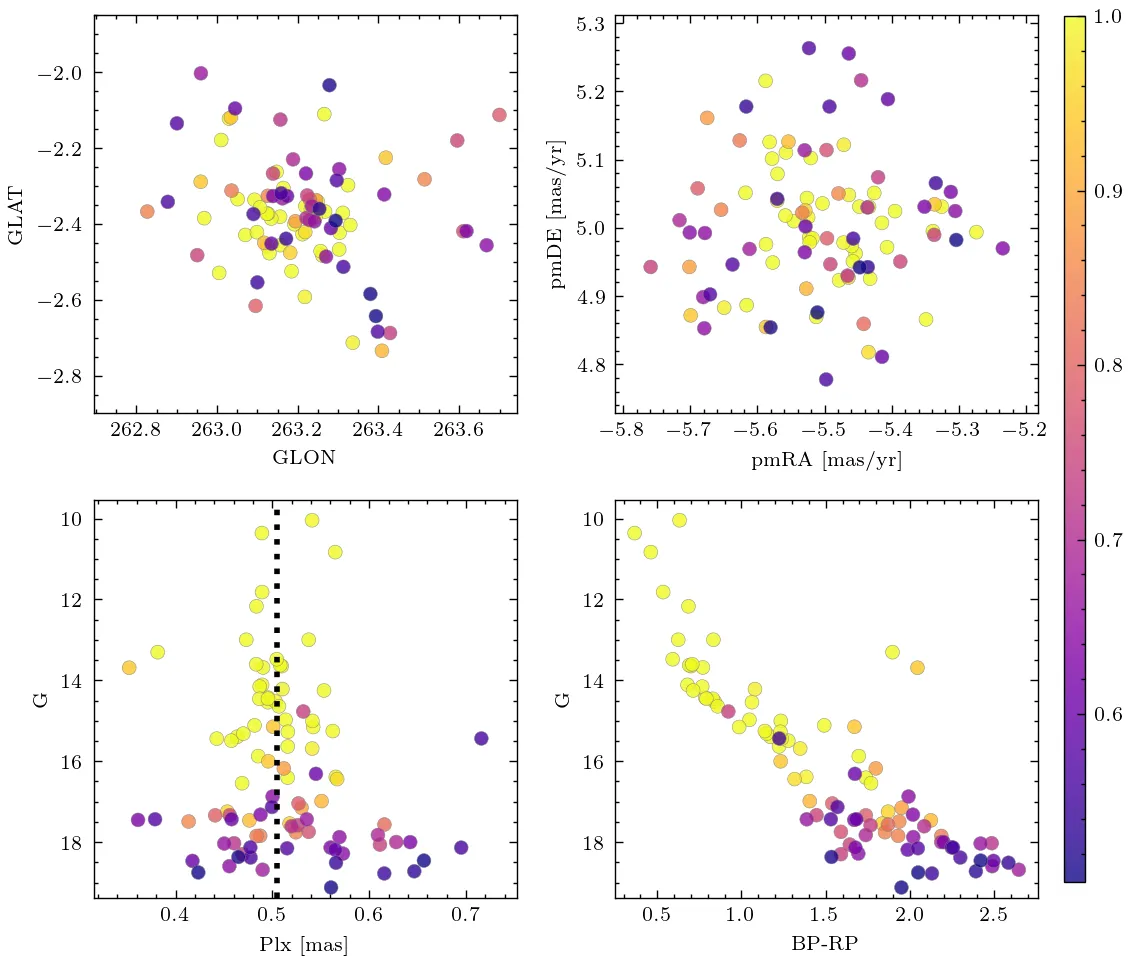 −2.0
−2.2
−2.4
−2.6
−2.8
GLAT
262.8 263.0 263.2 263.4 263.6
GLON
5.3
5.2
5.1
5.0
4.9
4.8
pmDE [mas/yr]
−5.8 −5.7 −5.6 −5.5 −5.4 −5.3 −5.2
pmRA [mas/yr]
1.0
0.9
0.8
0.7
0.6
10
12
14
16
18
G
0.4 0.5 0.6 0.7
Plx [mas]
10
12
14
16
18
G
0.5 1.0 1.5 2.0 2.5
BP-RP